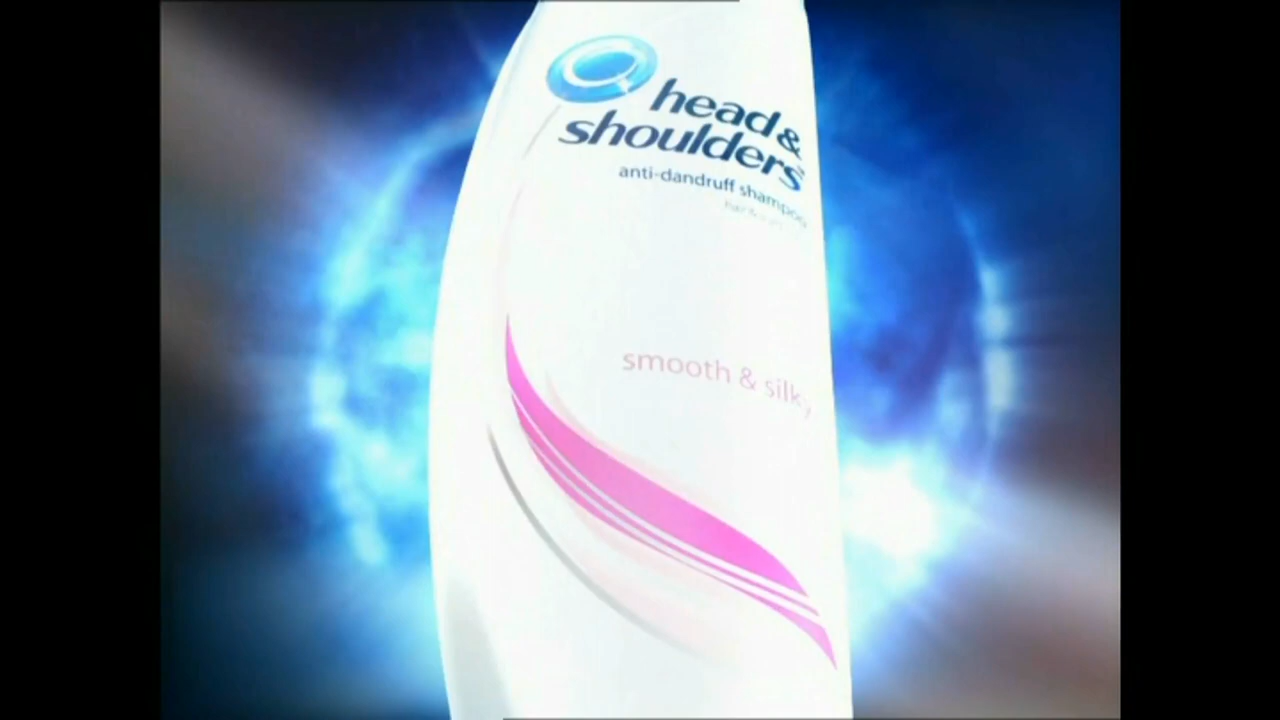 head &
shoulders
anti-dandruff shampoo
smooth & silky